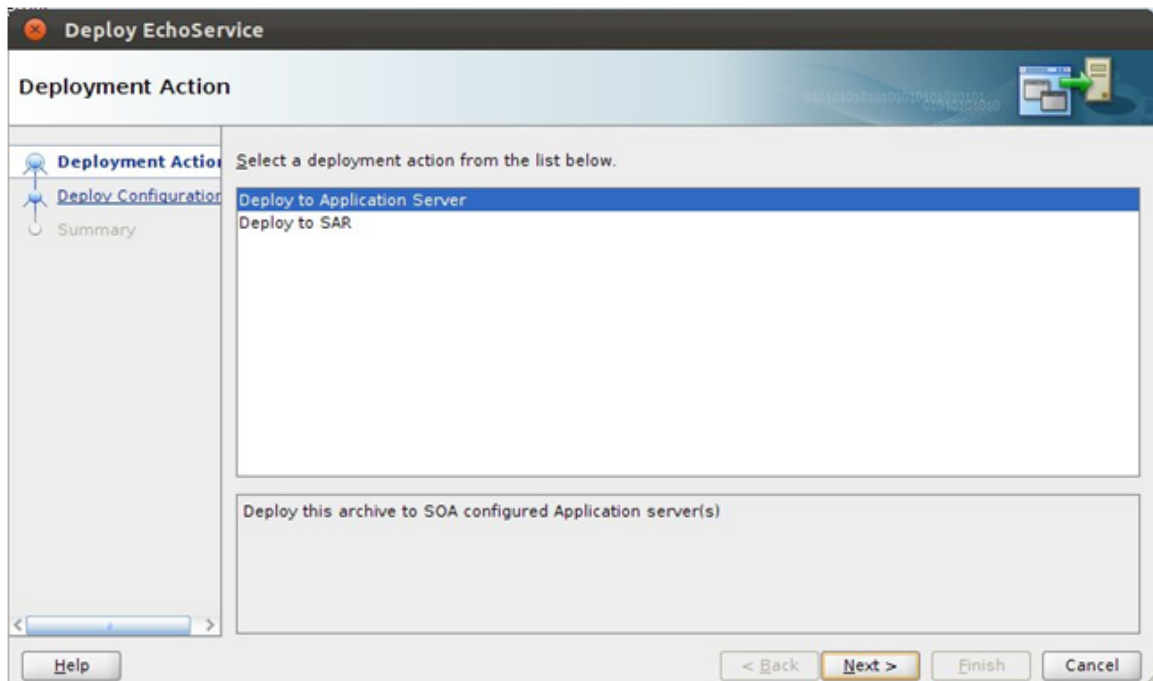 Deploy EchoService
Deployment Action
Deployment Action
Deploy Configuration
Summary
Select a deployment action from the list below.
Deploy to Application Server
Deploy to SAR
Deploy this archive to SOA configured Application server(s)
Help
< Back
Next >
Finish
Cancel